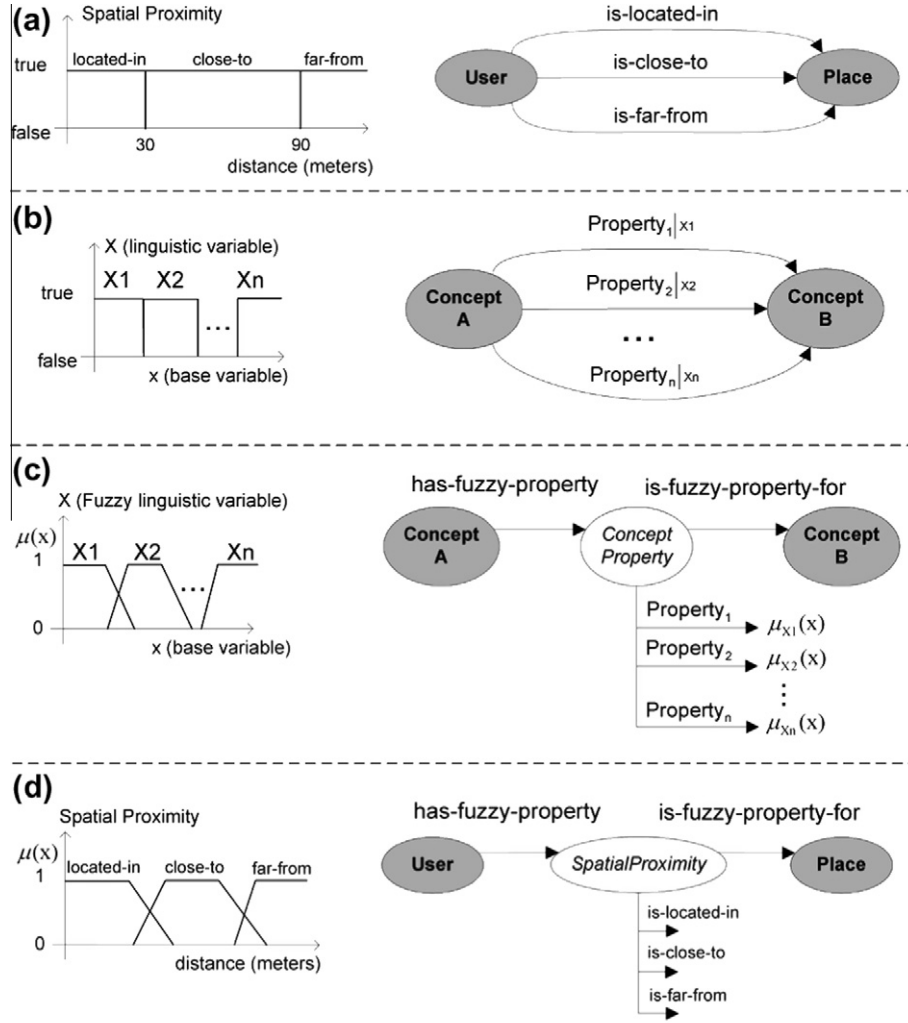 (a)
Spatial Proximity
true
located-in close-to far-from
false
30 90
distance (meters)
is-located-in
User is-close-to Place
is-far-from
(b)
X (linguistic variable)
X1 X2 Xn
true
...
false
x (base variable)
Property1|X1
Concept A
Property2|X2
Concept B
...
Propertyn|Xn
(c)
X (Fuzzy linguistic variable)
μ(x)
X1 X2 Xn
1
...
0
x (base variable)
has-fuzzy-property is-fuzzy-property-for
Concept A
Concept Property
Concept B
Property1 μX1(x)
Property2 μX2(x)
⋮
Propertyn μXn(x)
(d)
Spatial Proximity
μ(x)
located-in close-to far-from
1
0
distance (meters)
has-fuzzy-property is-fuzzy-property-for
User SpatialProximity Place
is-located-in
is-close-to
is-far-from